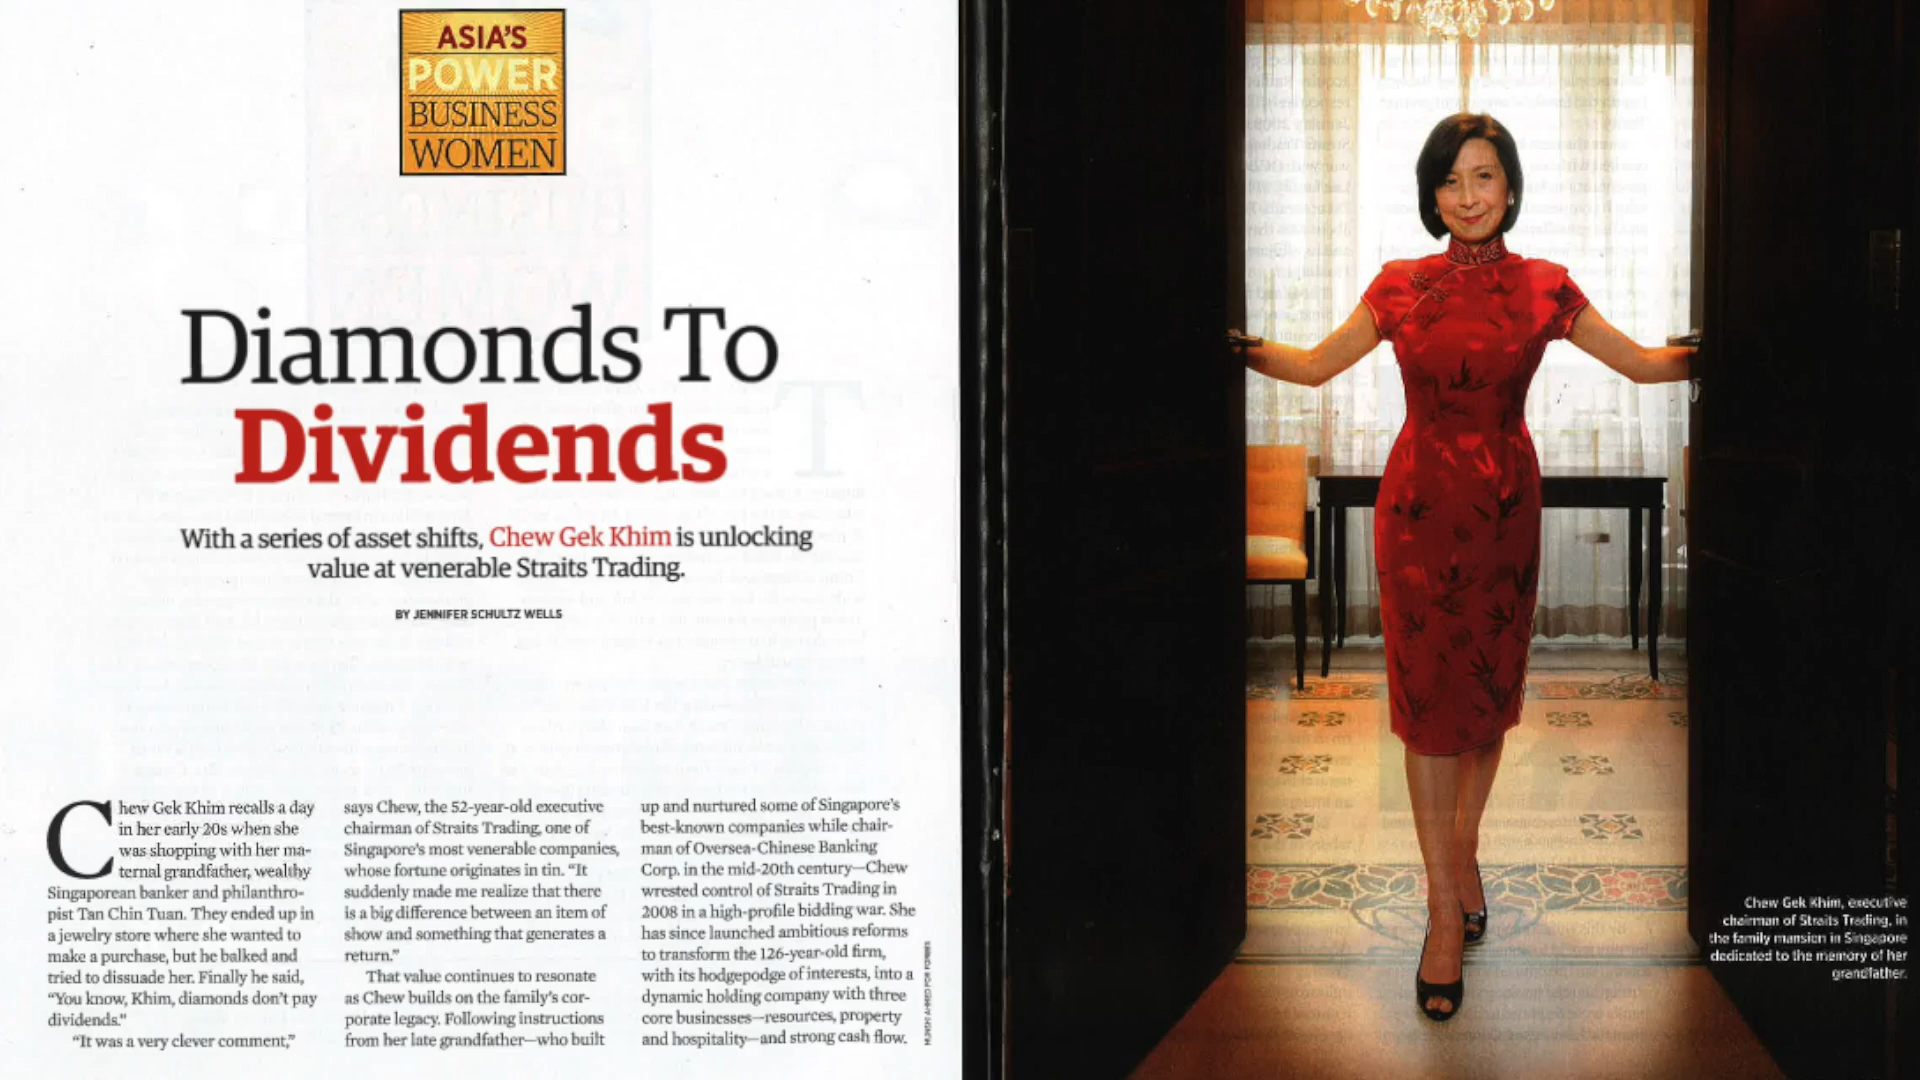 ASIA'S
POWER
BUSINESS
WOMEN
Diamonds To
Dividends
With a series of asset shifts, Chew Gek Khim is unlocking
value at venerable Straits Trading.
BY JENNIFER SCHULTZ WELLS
Chew Gek Khim recalls a day
in her early 20s when she
was shopping with her ma-
ternal grandfather, wealthy
Singaporean banker and philanthro-
pist Tan Chin Tuan. They ended up in
a jewelry store where she wanted to
make a purchase, but he balked and
tried to dissuade her. Finally he said,
“You know, Khim, diamonds don't pay
dividends.”
“It was a very clever comment,”
says Chew, the 52-year-old executive
chairman of Straits Trading, one of
Singapore's most venerable companies,
whose fortune originates in tin. “It
suddenly made me realize that there
is a big difference between an item of
show and something that generates a
return.”
That value continues to resonate
as Chew builds on the family's cor-
porate legacy. Following instructions
from her late grandfather—who built
up and nurtured some of Singapore's
best-known companies while chair-
man of Oversea-Chinese Banking
Corp. in the mid-20th century—Chew
wrested control of Straits Trading in
2008 in a high-profile bidding war. She
has since launched ambitious reforms
to transform the 126-year-old firm,
with its hodgepodge of interests, into a
dynamic holding company with three
core businesses—resources, property
and hospitality—and strong cash flow.
MUNSHI AHMED FOR FORBES
Chew Gek Khim, executive
chairman of Straits Trading, in
the family mansion in Singapore
dedicated to the memory of her
grandfather.